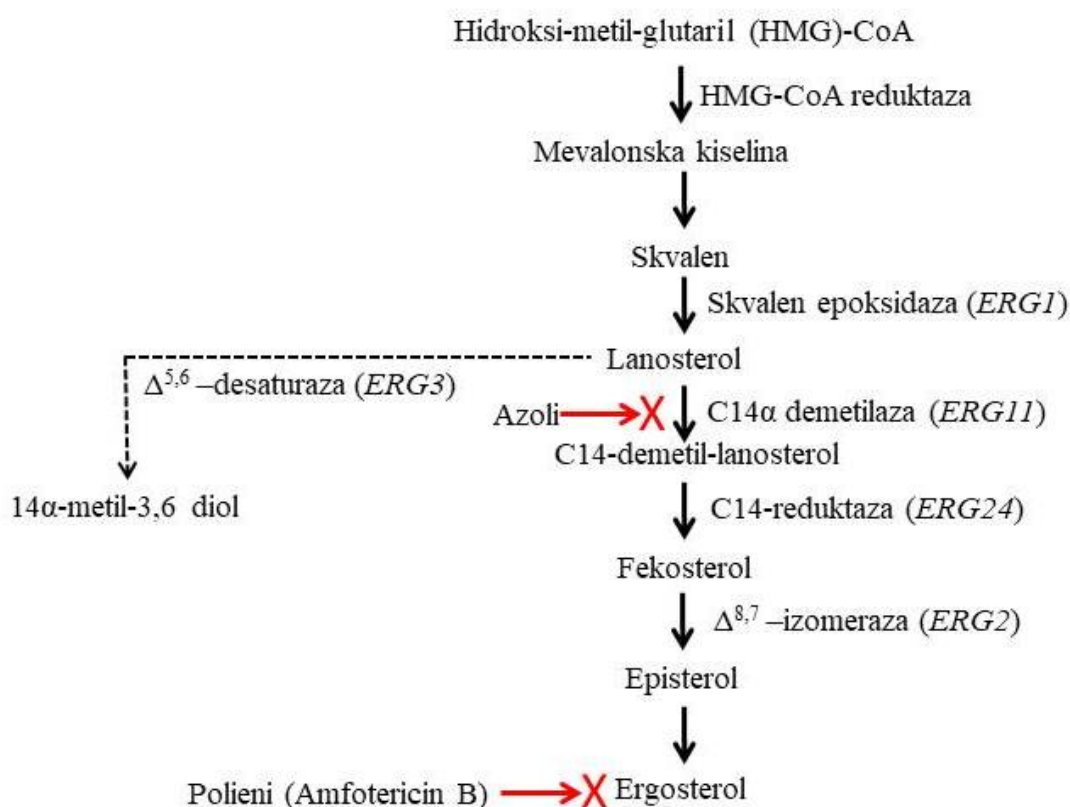 Hidroksi-metil-glutaril (HMG)-CoA
HMG-CoA reduktaza
Mevalonska kiselina
Skvalen
Skvalen epoksidaza (ERG1)
Lanosterol
Δ5,6 –desaturaza (ERG3)
Azoli
X
C14α demetilaza (ERG11)
C14-demetil-lanosterol
14α-metil-3,6 diol
C14-reduktaza (ERG24)
Fekosterol
Δ8,7 –izomeraza (ERG2)
Episterol
Polieni (Amfotericin B)
X
Ergosterol